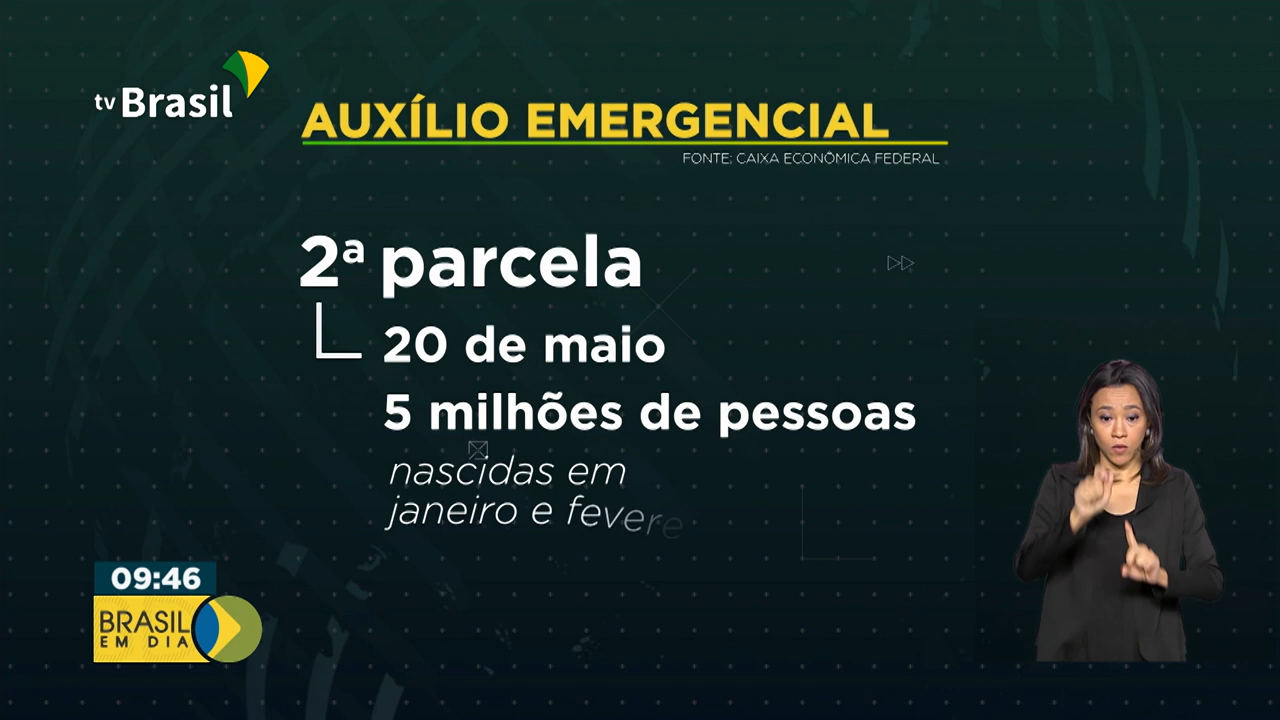 tv Brasil
AUXÍLIO EMERGENCIAL
FONTE: CAIXA ECONÔMICA FEDERAL
2ª parcela
20 de maio
5 milhões de pessoas
nascidas em
janeiro e fevere
09:46
BRASIL
EM DIA